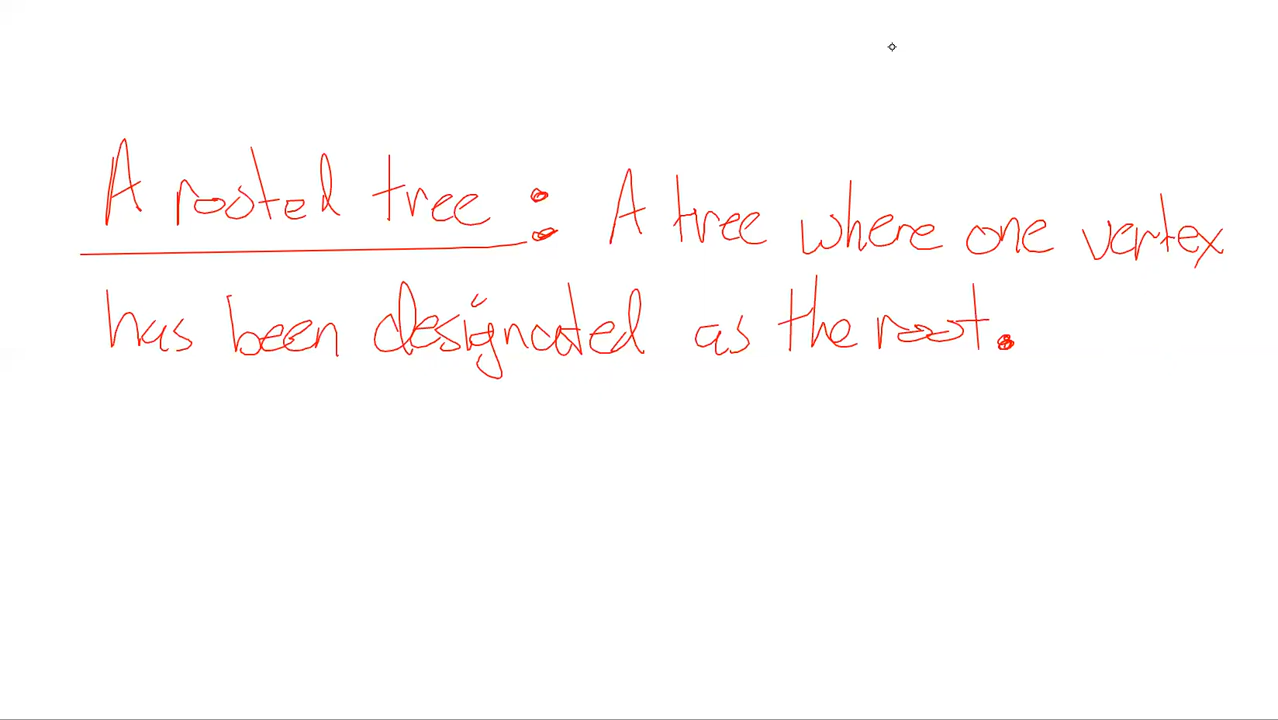 A rooted tree : A tree where one vertex
has been designated as the root.